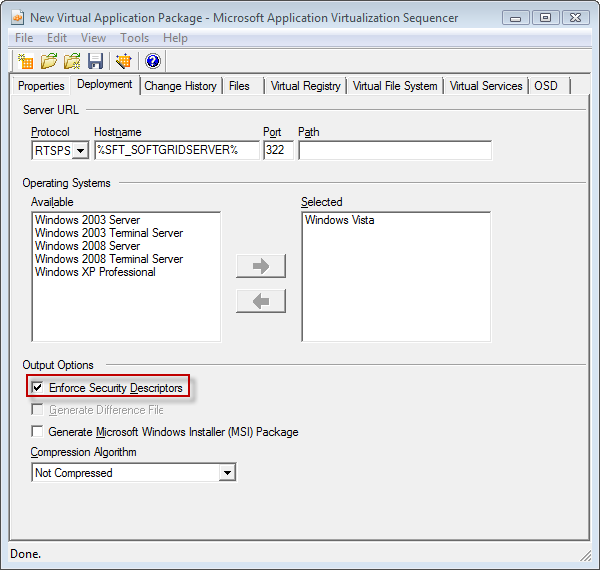 New Virtual Application Package - Microsoft Application Virtualization Sequencer
File Edit View Tools Help
Properties Deployment Change History Files Virtual Registry Virtual File System Virtual Services OSD
Server URL
Protocol Hostname Port Path
RTSPS %SFT_SOFTGRIDSERVER% 322
Operating Systems
Available Selected
Windows 2003 Server Windows Vista
Windows 2003 Terminal Server
Windows 2008 Server
Windows 2008 Terminal Server
Windows XP Professional
Output Options
Enforce Security Descriptors
Generate Difference File
Generate Microsoft Windows Installer (MSI) Package
Compression Algorithm
Not Compressed
Done.